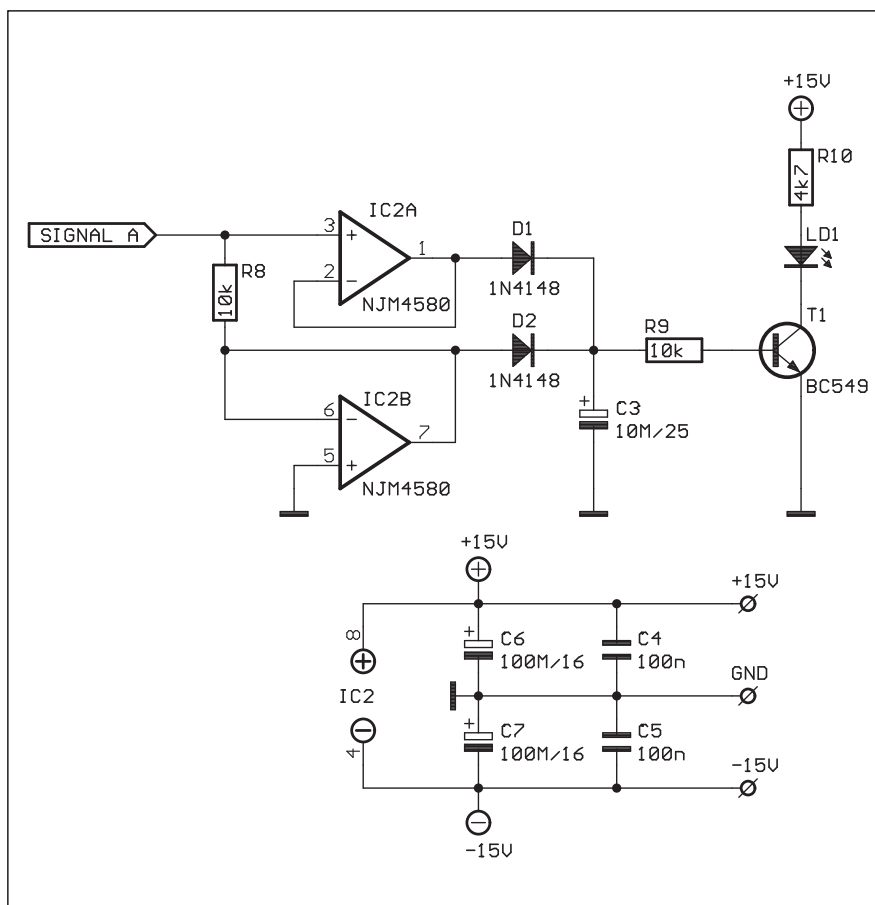 +15V
R10
4k7
SIGNAL A
IC2A
3
+
1
2
−
NJM4580
R8
10k
D1
1N4148
LD1
D2
1N4148
R9
10k
T1
BC549
IC2B
6
−
7
5
+
NJM4580
+
C3
10M/25
+15V
+15V
8
+
C6
100M/16
C4
100n
GND
IC2
+
C7
100M/16
C5
100n
4
-15V
-15V